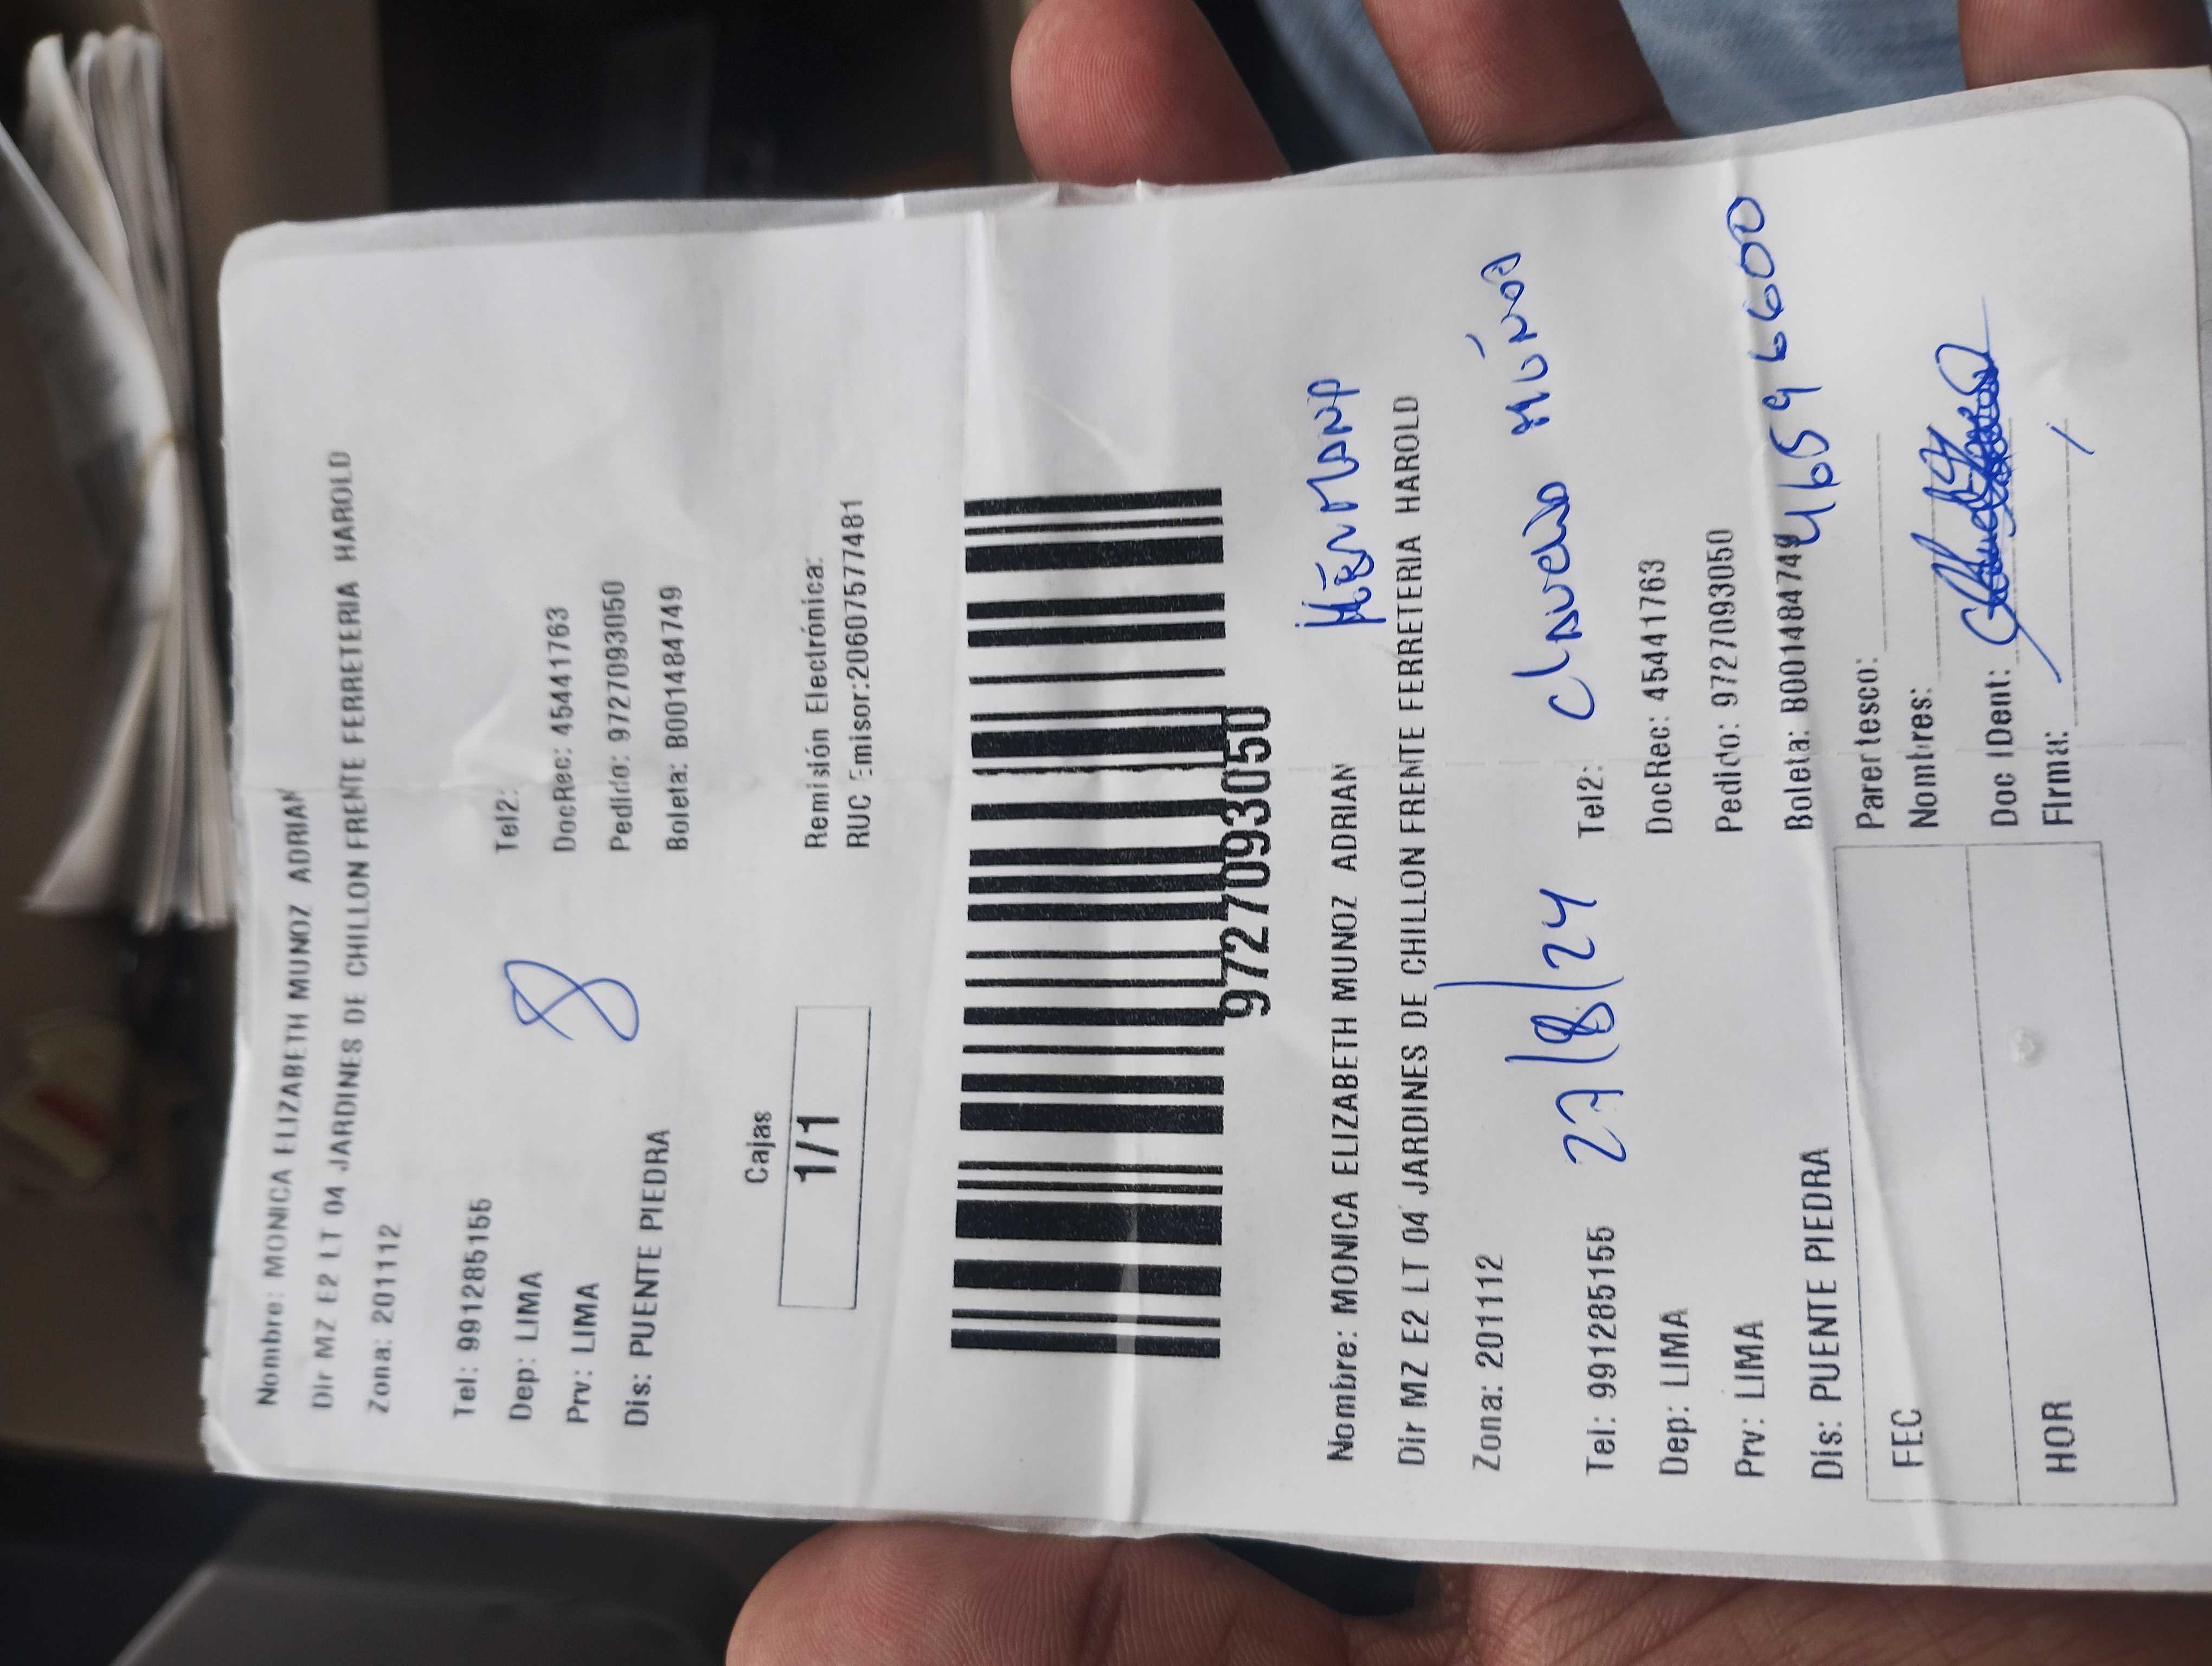 Nombre: MONICA ELIZABETH MUNOZ ADRIAN
Dir MZ E2 LT 04 JARDINES DE CHILLON FRENTE FERRETERIA HAROLD
Zona: 201112
Tel: 991285155 Tel2:
Dep: LIMA DocRec: 45441763
Prv: LIMA Pedido: 972709 3050
Dis: PUENTE PIEDRA Boleta: B001484749
8
Cajas
1/1
Remisión Electrónica:
RUC Emisor:20607577481
9727093050
Hermana
Nombre: MONICA ELIZABETH MUNOZ ADRIAN
Dir MZ E2 LT 04 JARDINES DE CHILLON FRENTE FERRETERIA HAROLD
Zona: 201112
27/8/24 Muñoz
Tel: 991285155 Tel2:
Dep: LIMA DocRec: 45441763
Prv: LIMA Pedido: 9727093050
Dis: PUENTE PIEDRA Boleta: B001484749
46596600
FEC
HOR
Parentesco:
Nombres:
Doc IDent:
Firma: